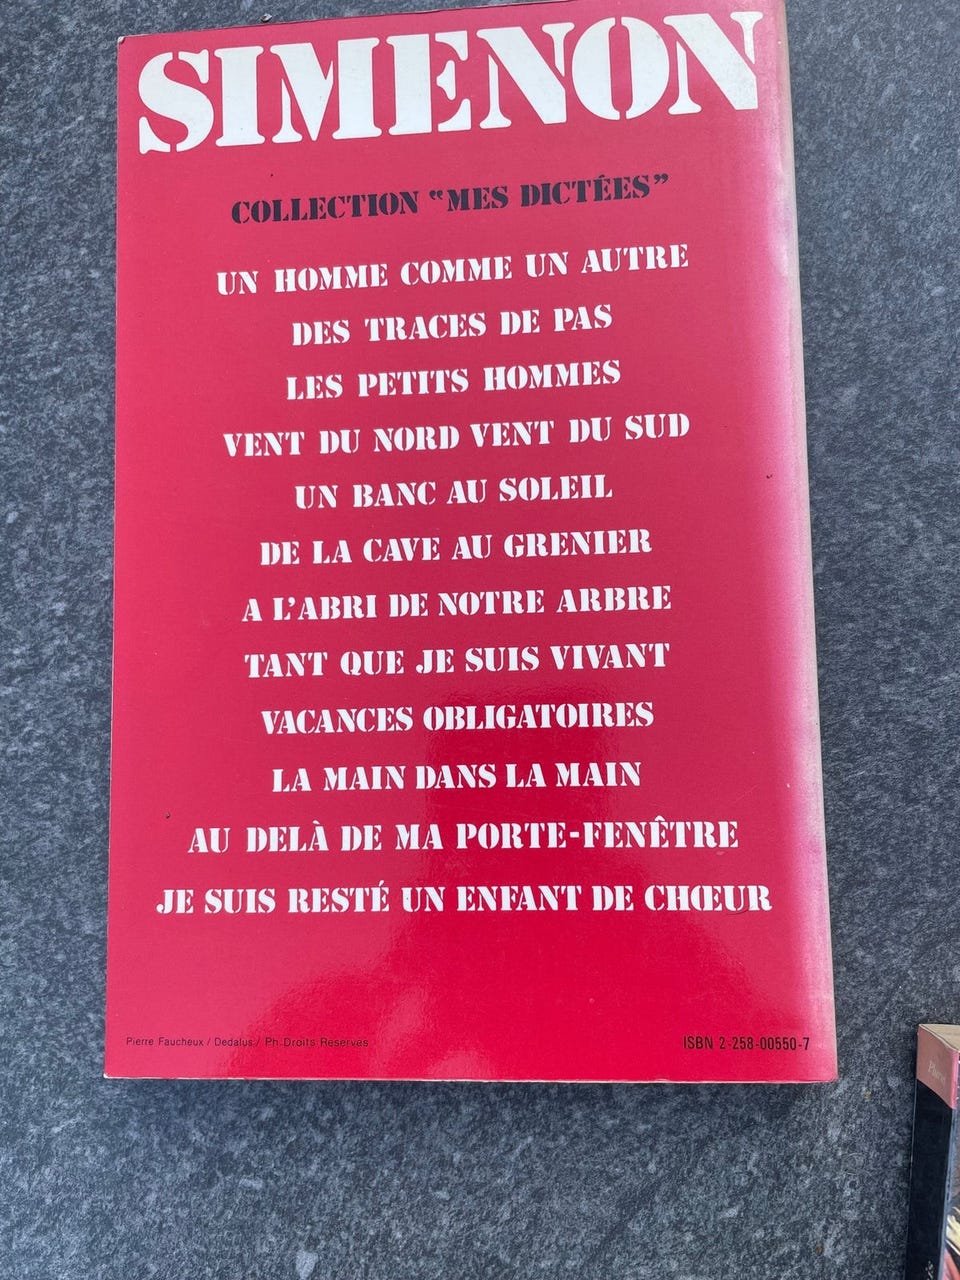 SIMENON
COLLECTION “MES DICTÉES”
UN HOMME COMME UN AUTRE
DES TRACES DE PAS
LES PETITS HOMMES
VENT DU NORD VENT DU SUD
UN BANC AU SOLEIL
DE LA CAVE AU GRENIER
A L’ABRI DE NOTRE ARBRE
TANT QUE JE SUIS VIVANT
VACANCES OBLIGATOIRES
LA MAIN DANS LA MAIN
AU DELÀ DE MA PORTE-FENÊTRE
JE SUIS RESTÉ UN ENFANT DE CHŒUR
Pierre Faucheux / Dedalus / Ph. Droits Réservés
ISBN 2-258-00550-7